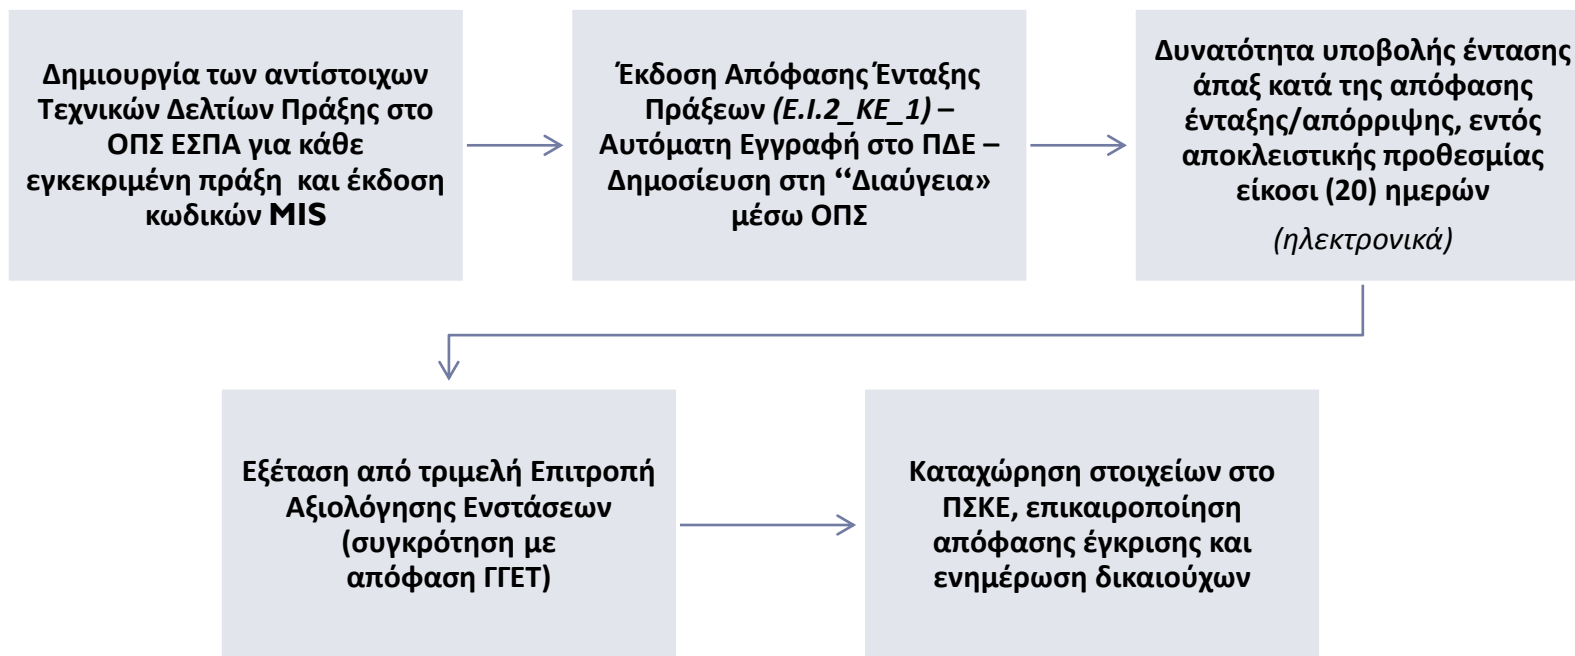 Δημιουργία των αντίστοιχων
Τεχνικών Δελτίων Πράξης στο
ΟΠΣ ΕΣΠΑ για κάθε
εγκεκριμένη πράξη και έκδοση
κωδικών MIS
Έκδοση Απόφασης Ένταξης
Πράξεων (Ε.Ι.2_ΚΕ_1) –
Αυτόματη Εγγραφή στο ΠΔΕ –
Δημοσίευση στη “Διαύγεια»
μέσω ΟΠΣ
Δυνατότητα υποβολής έντασης
άπαξ κατά της απόφασης
ένταξης/απόρριψης, εντός
αποκλειστικής προθεσμίας
είκοσι (20) ημερών
(ηλεκτρονικά)
Εξέταση από τριμελή Επιτροπή
Αξιολόγησης Ενστάσεων
(συγκρότηση με
απόφαση ΓΓΕΤ)
Καταχώρηση στοιχείων στο
ΠΣΚΕ, επικαιροποίηση
απόφασης έγκρισης και
ενημέρωση δικαιούχων